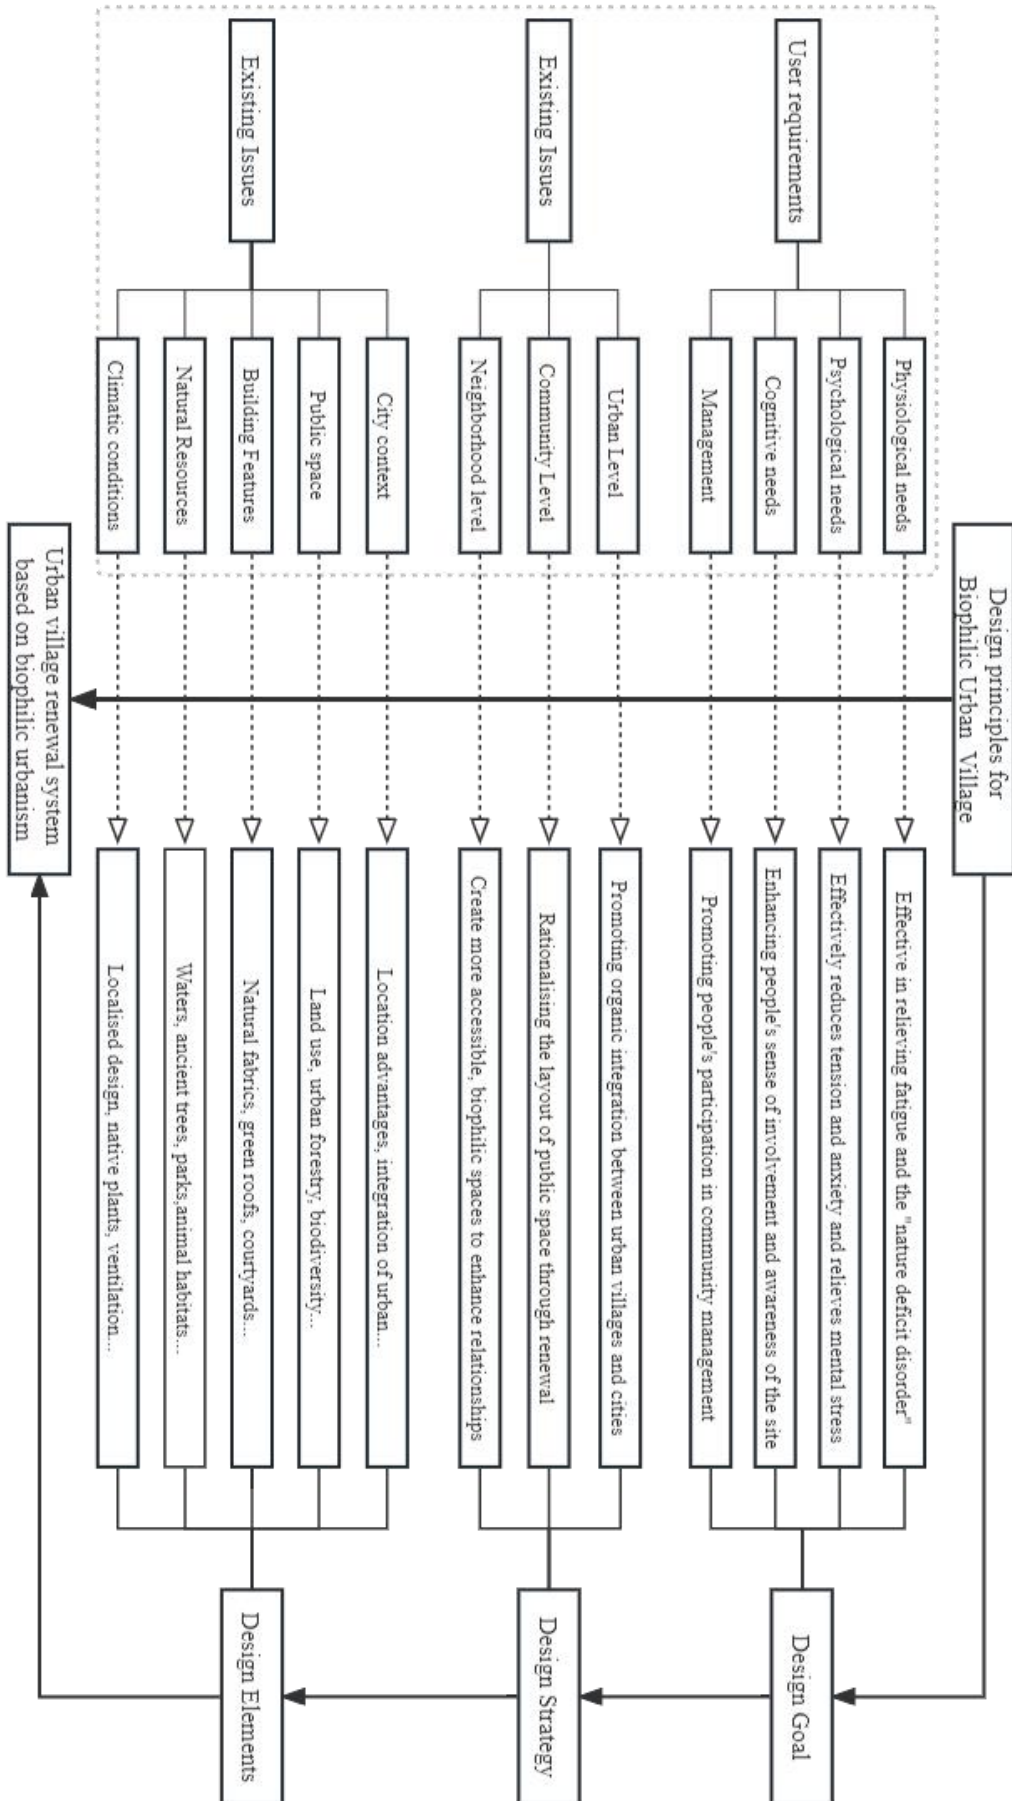 Design principles for
Biophilic Urban Village
User requirements
Physiological needs
Effective in relieving fatigue and the "nature deficit disorder"
Psychological needs
Effectively reduces tension and anxiety and relieves mental stress
Cognitive needs
Enhancing people's sense of involvement and awareness of the site
Management
Promoting people's participation in community management
Design Goal
Existing Issues
Urban Level
Promoting organic integration between urban villages and cities
Community Level
Rationalising the layout of public space through renewal
Neighborhood level
Create more accessible, biophilic spaces to enhance relationships
Design Strategy
Existing Issues
City context
Location advantages, integration of urban...
Public space
Land use, urban forestry, biodiversity...
Building Features
Natural fabrics, green roofs, courtyards...
Natural Resources
Waters, ancient trees, parks,animal habitats...
Climatic conditions
Localised design, native plants, ventilation...
Design Elements
Urban village renewal system
based on biophilic urbanism